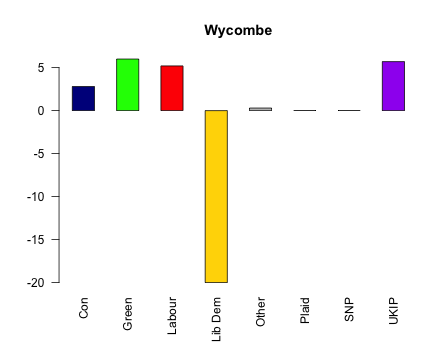 Wycombe
5
0
-5
-10
-15
-20
Con
Green
Labour
Lib Dem
Other
Plaid
SNP
UKIP